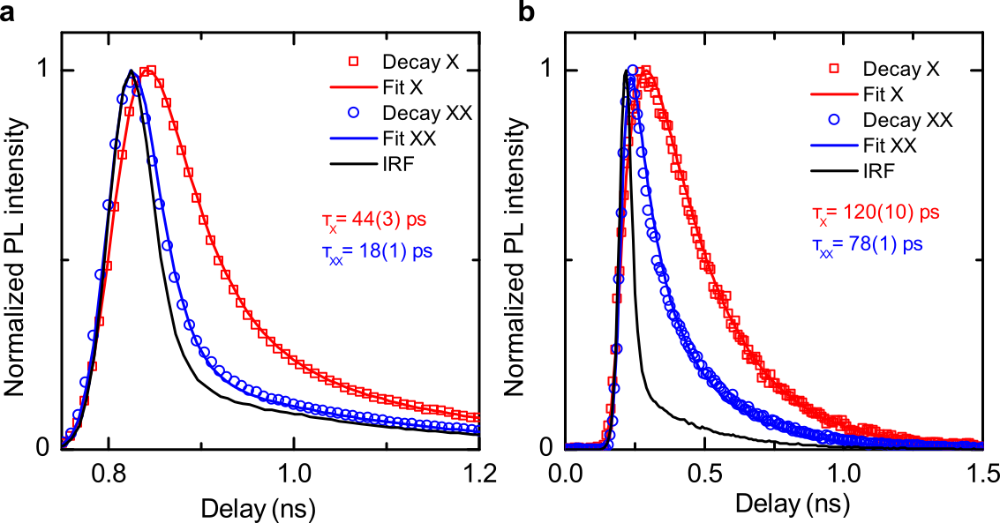 a
Normalized PL intensity
1
0
Decay X
Fit X
Decay XX
Fit XX
IRF
τX= 44(3) ps
τXX= 18(1) ps
0.8
1.0
1.2
Delay (ns)
b
Normalized PL intensity
1
0
Decay X
Fit X
Decay XX
Fit XX
IRF
τX= 120(10) ps
τXX= 78(1) ps
0.0
0.5
1.0
1.5
Delay (ns)